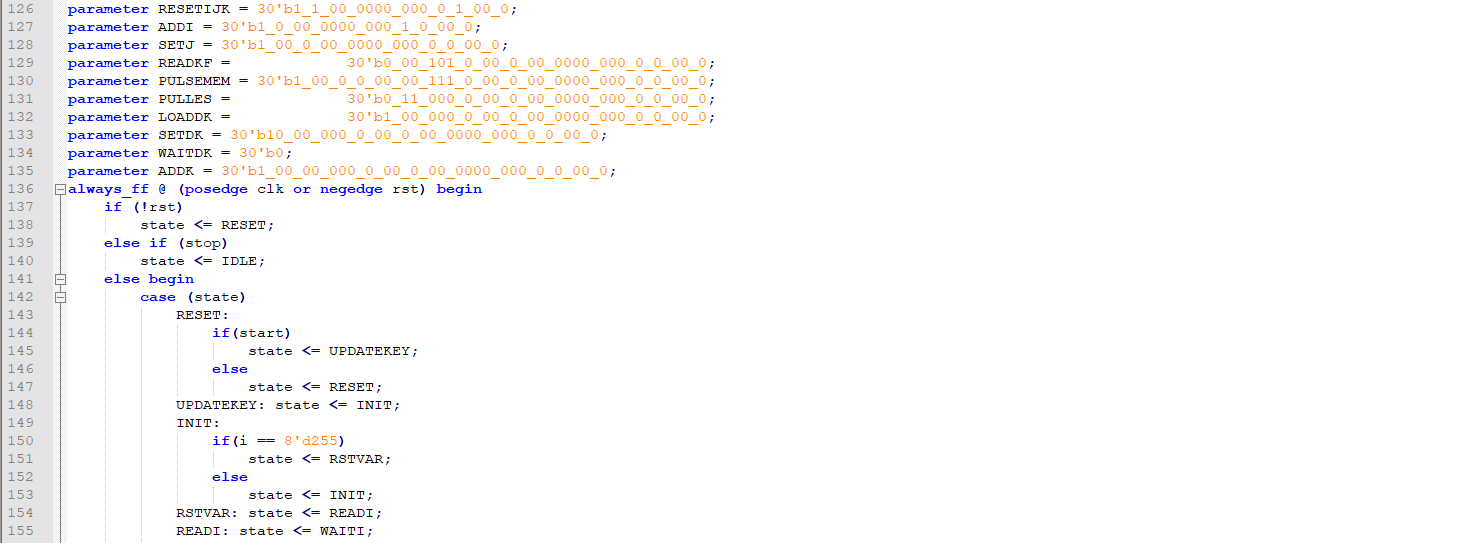 126 parameter RESETIJK = 30'b1_1_00_0000_000_0_1_00_0;
127 parameter ADDI = 30'b1_0_00_0000_000_1_0_00_0;
128 parameter SETJ = 30'b1_00_0_00_0000_000_0_0_00_0;
129 parameter READKF = 30'b0_00_101_0_00_0_00_0000_000_0_0_00_0;
130 parameter PULSEMEM = 30'b1_00_0_0_00_00_111_0_00_0_00_0000_000_0_0_00_0;
131 parameter PULLES = 30'b0_11_000_0_00_0_00_0000_000_0_0_00_0;
132 parameter LOADDK = 30'b1_00_000_0_00_0_00_0000_000_0_0_00_0;
133 parameter SETDK = 30'b10_00_000_0_00_0_00_0000_000_0_0_00_0;
134 parameter WAITDK = 30'b0;
135 parameter ADDK = 30'b1_00_00_000_0_00_0_00_0000_000_0_0_00_0;
136 always_ff @ (posedge clk or negedge rst) begin
137 if (!rst)
138 state <= RESET;
139 else if (stop)
140 state <= IDLE;
141 else begin
142 case (state)
143 RESET:
144 if(start)
145 state <= UPDATEKEY;
146 else
147 state <= RESET;
148 UPDATEKEY: state <= INIT;
149 INIT:
150 if(i == 8'd255)
151 state <= RSTVAR;
152 else
153 state <= INIT;
154 RSTVAR: state <= READI;
155 READI: state <= WAITI;